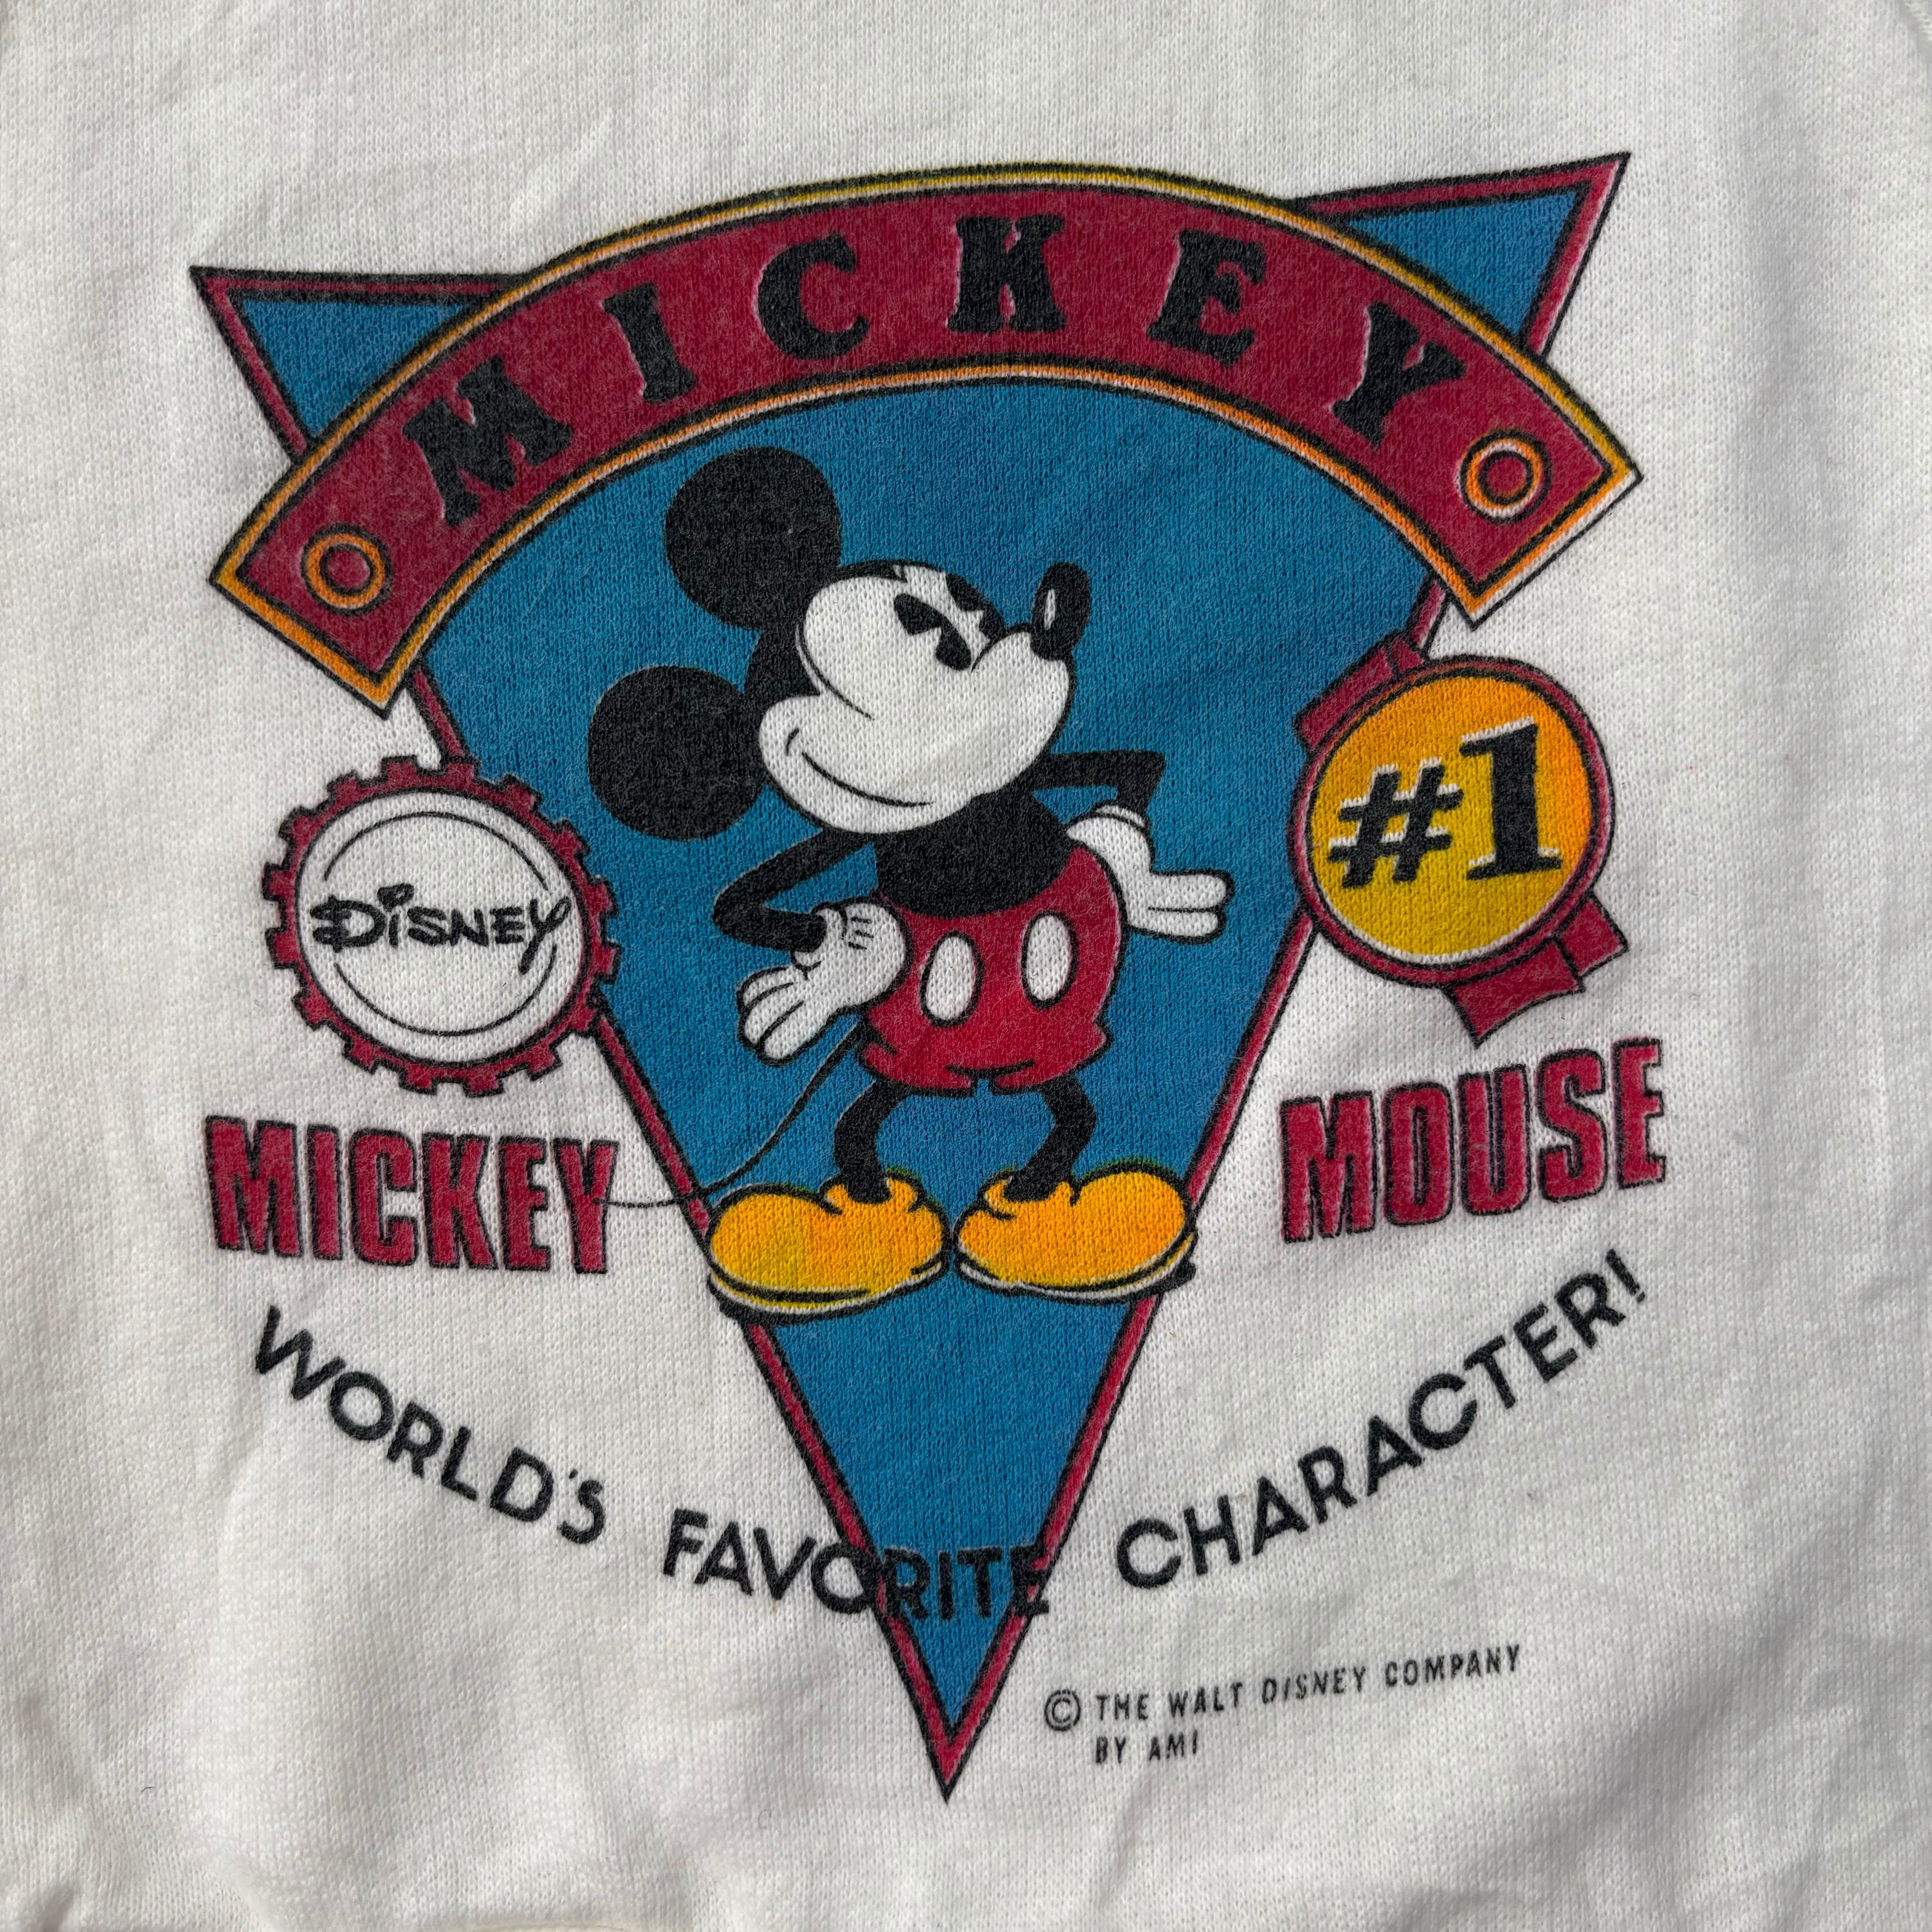 MICKEY
DISNEY
#1
MICKEY MOUSE
WORLD'S FAVORITE CHARACTER!
© THE WALT DISNEY COMPANY
BY AMI